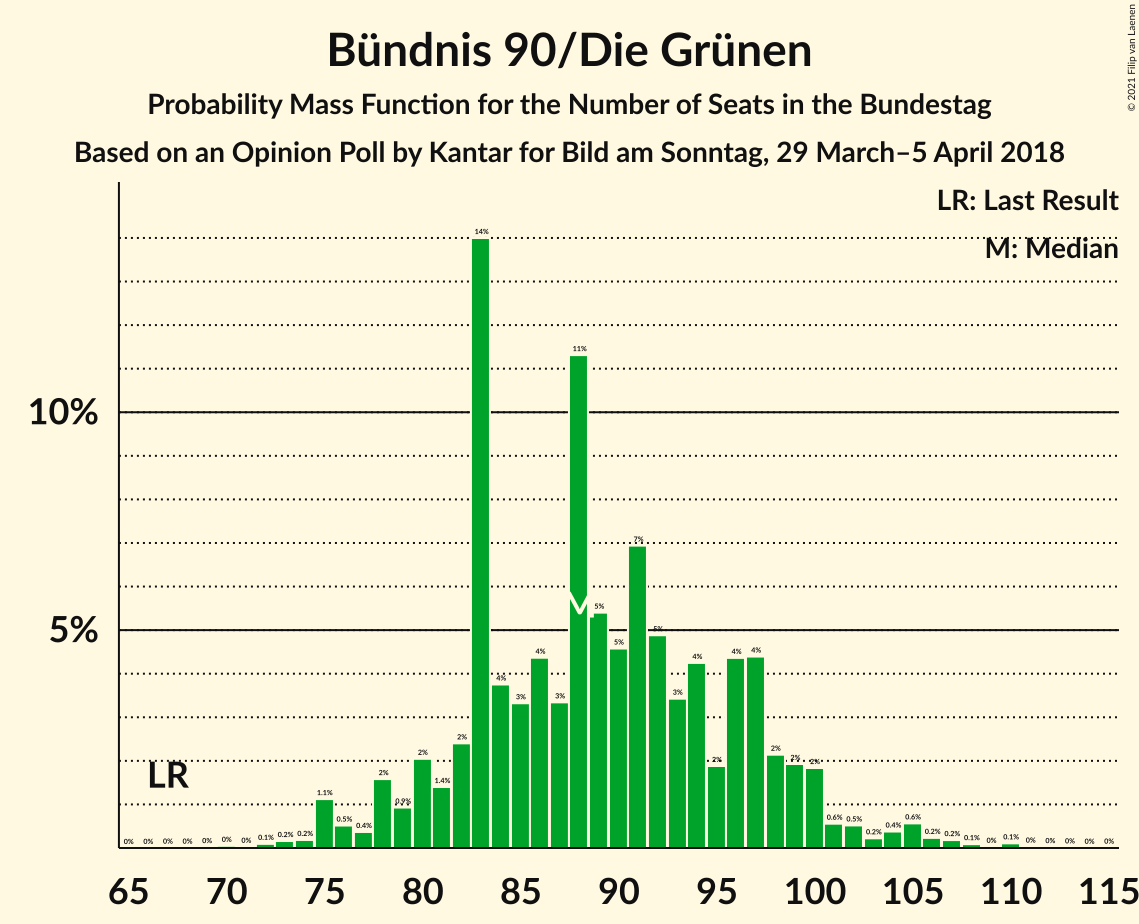 © 2021 Filip van Laenen
Bündnis 90/Die Grünen
Probability Mass Function for the Number of Seats in the Bundestag
Based on an Opinion Poll by Kantar for Bild am Sonntag, 29 March–5 April 2018
LR: Last Result
M: Median
10%
5%
LR
M
0% 0% 0% 0% 0% 0% 0% 0.1% 0.2% 0.2% 1.1% 0.5% 0.4% 2% 0.9% 2% 1.4% 2% 14% 4% 3% 4% 3% 11% 5% 5% 7% 5% 3% 4% 2% 4% 4% 2% 2% 2% 0.6% 0.5% 0.2% 0.4% 0.6% 0.2% 0.2% 0.1% 0% 0.1% 0% 0% 0% 0% 0%
65 70 75 80 85 90 95 100 105 110 115